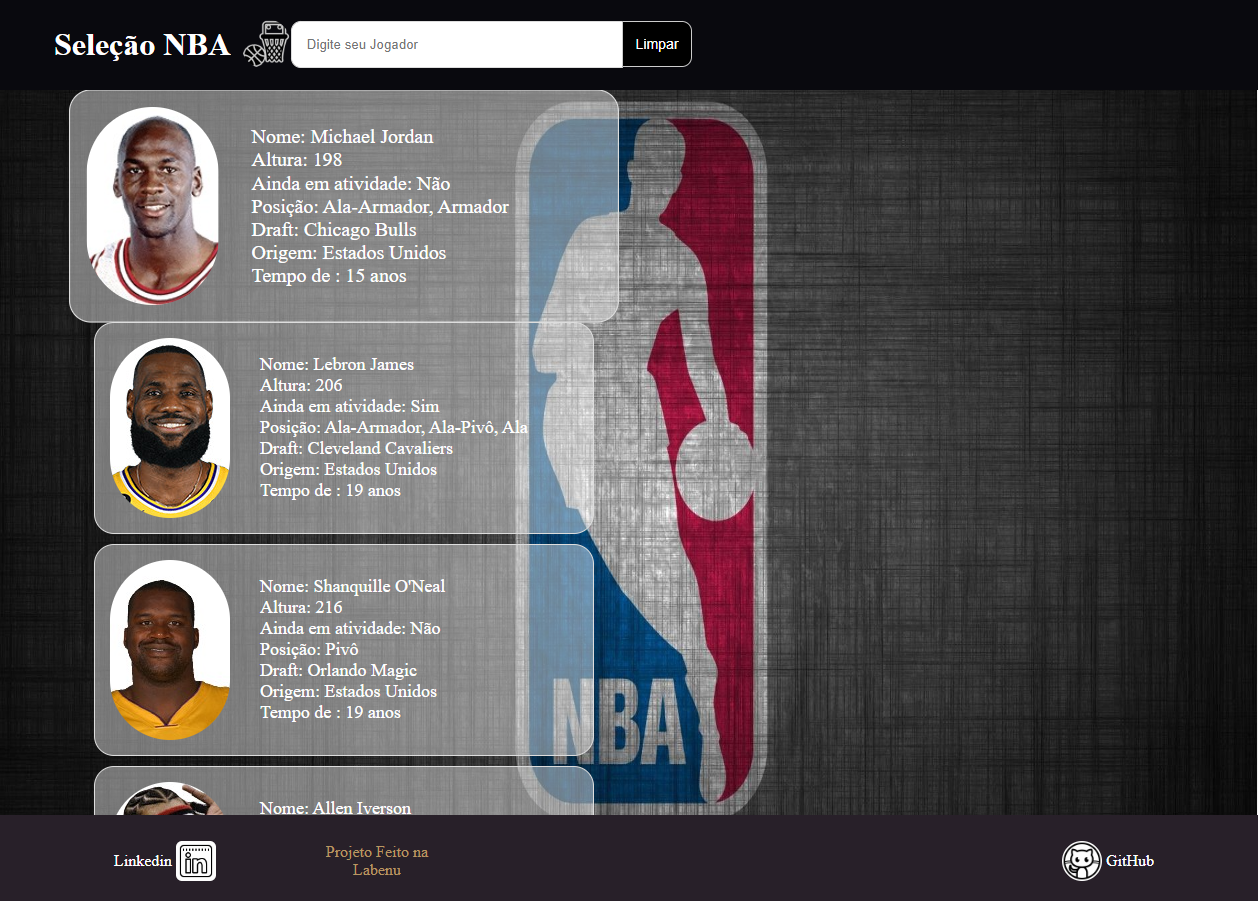 Seleção NBA
Digite seu Jogador
Limpar
Nome: Michael Jordan
Altura: 198
Ainda em atividade: Não
Posição: Ala-Armador, Armador
Draft: Chicago Bulls
Origem: Estados Unidos
Tempo de : 15 anos
Nome: Lebron James
Altura: 206
Ainda em atividade: Sim
Posição: Ala-Armador, Ala-Pivô, Ala
Draft: Cleveland Cavaliers
Origem: Estados Unidos
Tempo de : 19 anos
Nome: Shanquille O'Neal
Altura: 216
Ainda em atividade: Não
Posição: Pivô
Draft: Orlando Magic
Origem: Estados Unidos
Tempo de : 19 anos
NBA
Nome: Allen Iverson
Linkedin
in
Projeto Feito na
Labenu
GitHub